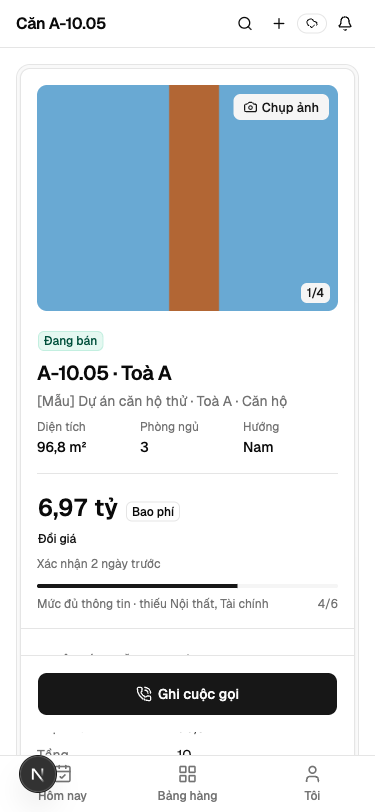 Căn A-10.05
Chụp ảnh
1/4
Đang bán
A-10.05 · Toà A
[Mẫu] Dự án căn hộ thử · Toà A · Căn hộ
Diện tích Phòng ngủ Hướng
96,8 m² 3 Nam
6,97 tỷ Bao phí
Đổi giá
Xác nhận 2 ngày trước
Mức đủ thông tin · thiếu Nội thất, Tài chính 4/6
Ghi cuộc gọi
Tầng 10
N
Hôm nay Bảng hàng Tôi